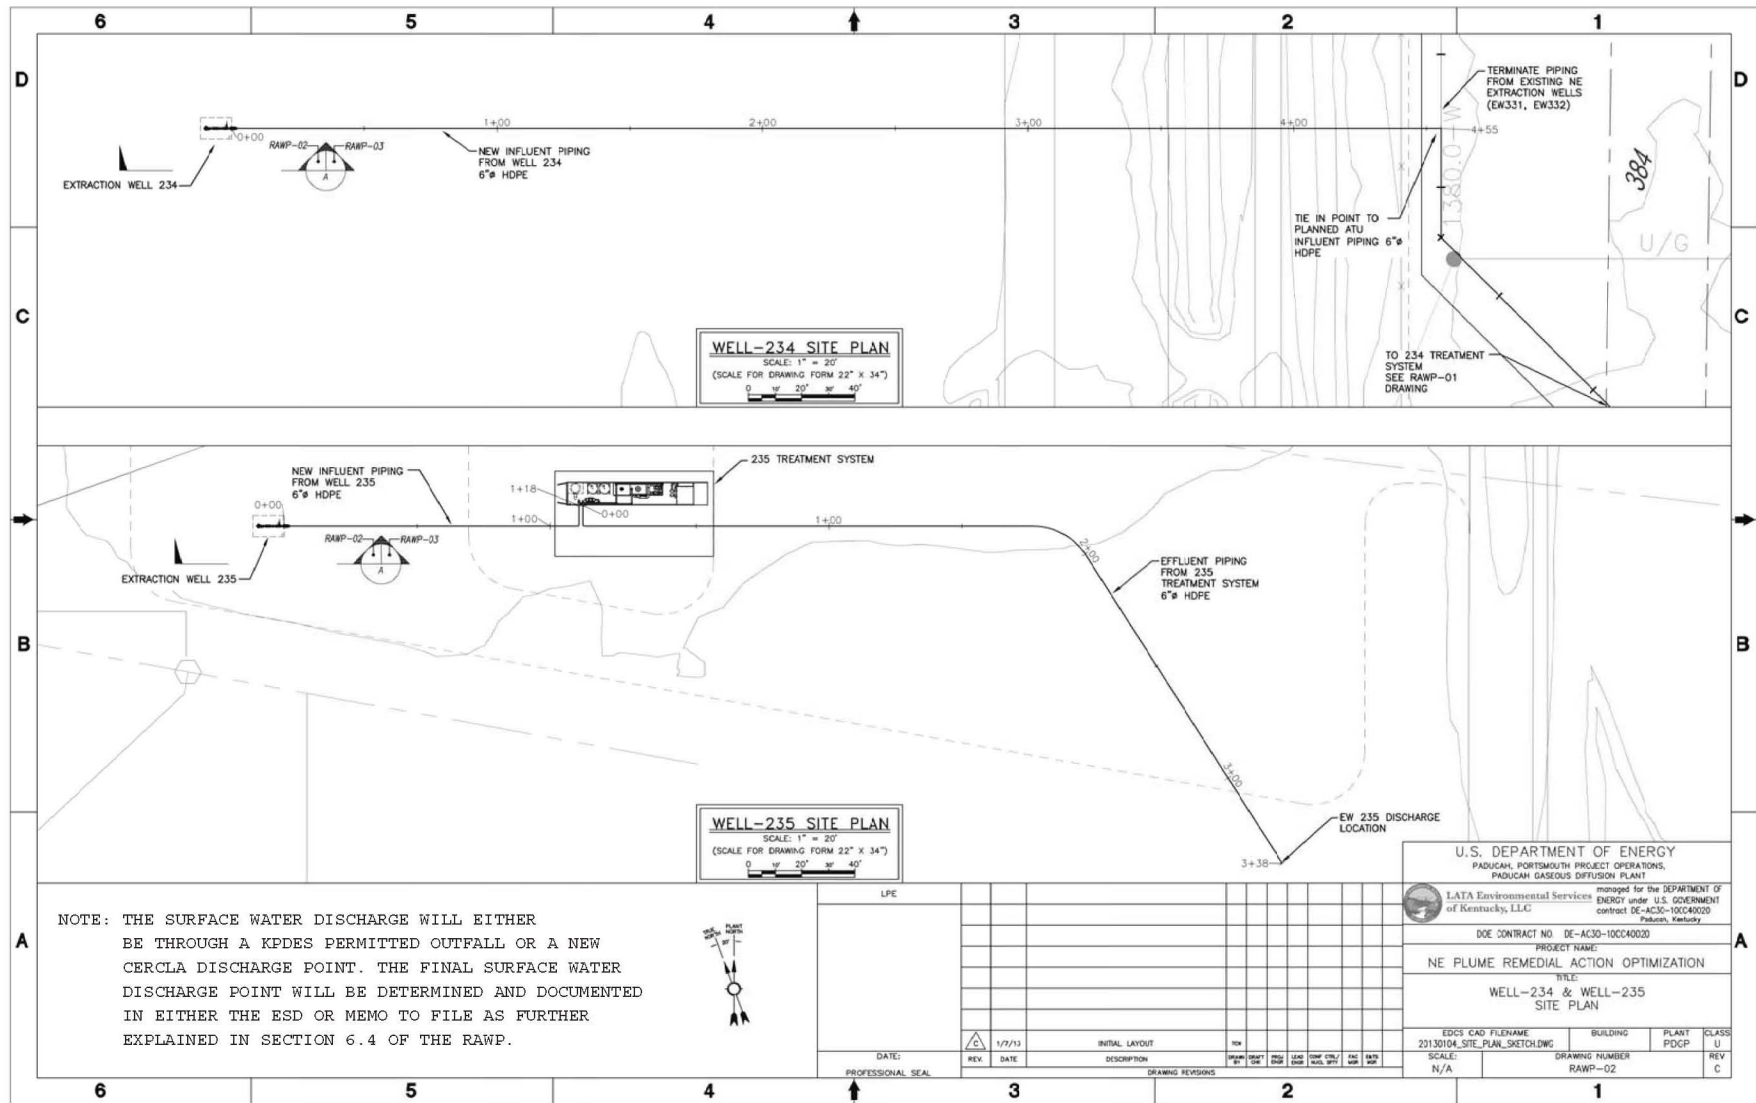 6 5 4 3 2 1
D D
TERMINATE PIPING
FROM EXISTING NE
EXTRACTION WELLS
(EW331, EW332)
0+00 1+00 2+00 3+00 4+00 4+55
RAWP-02 RAWP-03
A
EXTRACTION WELL 234
NEW INFLUENT PIPING
FROM WELL 234
6"ø HDPE
1380.0 W
384
TIE IN POINT TO
PLANNED ATU
INFLUENT PIPING 6"ø
HDPE
U/G
C C
WELL-234 SITE PLAN
SCALE: 1" = 20'
(SCALE FOR DRAWING FORM 22" X 34")
0 10' 20' 30' 40'
TO 234 TREATMENT
SYSTEM
SEE RAWP-01
DRAWING
235 TREATMENT SYSTEM
NEW INFLUENT PIPING
FROM WELL 235
6"ø HDPE
0+00 1+00 1+18 0+00 1+00 2+00
RAWP-02 RAWP-03
A
EXTRACTION WELL 235
EFFLUENT PIPING
FROM 235
TREATMENT SYSTEM
6"ø HDPE
B B
3+00
WELL-235 SITE PLAN
SCALE: 1" = 20'
(SCALE FOR DRAWING FORM 22" X 34")
0 10' 20' 30' 40'
EW 235 DISCHARGE
LOCATION
3+38
A A
NOTE: THE SURFACE WATER DISCHARGE WILL EITHER
BE THROUGH A KPDES PERMITTED OUTFALL OR A NEW
CERCLA DISCHARGE POINT. THE FINAL SURFACE WATER
DISCHARGE POINT WILL BE DETERMINED AND DOCUMENTED
IN EITHER THE ESD OR MEMO TO FILE AS FURTHER
EXPLAINED IN SECTION 6.4 OF THE RAWP.
TRUE NORTH
PLANT NORTH
LPE
DATE:
PROFESSIONAL SEAL
C 1/7/13 INITIAL LAYOUT
REV. DATE DESCRIPTION
DRAWING REVISIONS
U.S. DEPARTMENT OF ENERGY
PADUCAH, PORTSMOUTH PROJECT OPERATIONS,
PADUCAH GASEOUS DIFFUSION PLANT
LATA Environmental Services
of Kentucky, LLC
managed for the DEPARTMENT OF
ENERGY under U.S. GOVERNMENT
contract DE-AC30-10CC40020
Paducah, Kentucky
DOE CONTRACT NO. DE-AC30-10CC40020
PROJECT NAME:
NE PLUME REMEDIAL ACTION OPTIMIZATION
TITLE:
WELL-234 & WELL-235
SITE PLAN
EDCS CAD FILENAME BUILDING PLANT CLASS
20130104_SITE_PLAN_SKETCH.DWG PDGP U
SCALE: DRAWING NUMBER REV
N/A RAWP-02 C
6 5 4 3 2 1